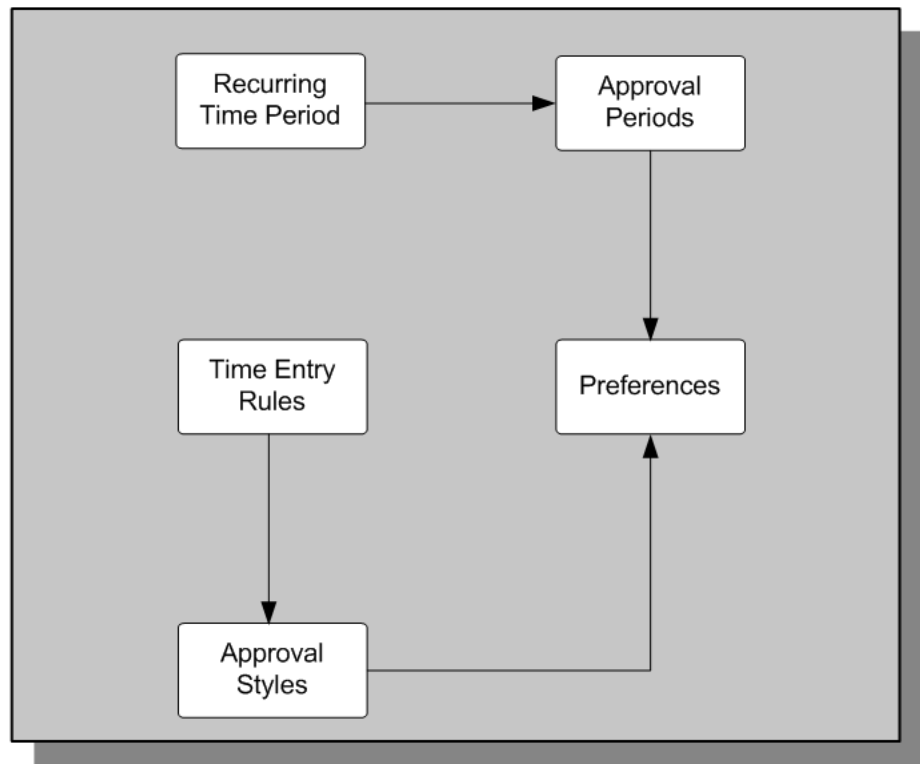 Recurring
Time Period
Approval
Periods
Time Entry
Rules
Preferences
Approval
Styles